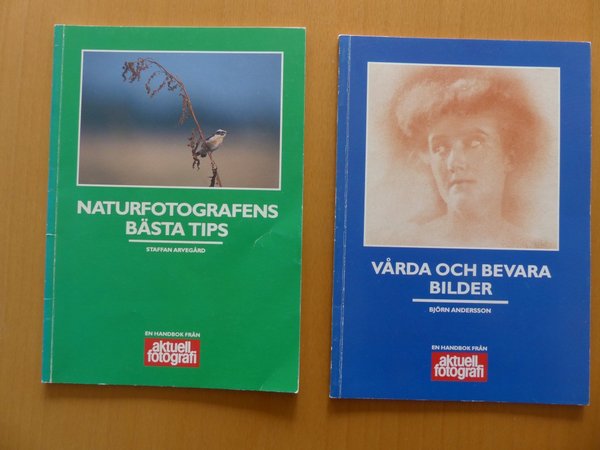 NATURFOTOGRAFENS
BÄSTA TIPS
STAFFAN ARVEGÅRD
EN HANDBOK FRÅN
aktuell
fotografi
VÅRDA OCH BEVARA
BILDER
BJÖRN ANDERSSON
EN HANDBOK FRÅN
aktuell
fotografi